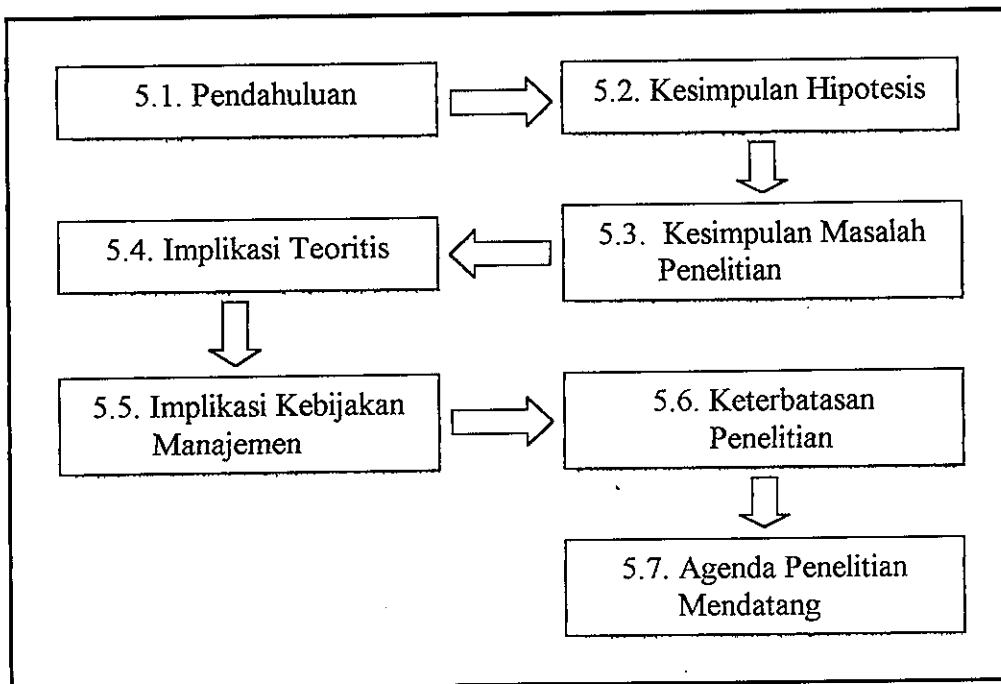 5.1. Pendahuluan
5.2. Kesimpulan Hipotesis
5.3. Kesimpulan Masalah
Penelitian
5.4. Implikasi Teoritis
5.5. Implikasi Kebijakan
Manajemen
5.6. Keterbatasan
Penelitian
5.7. Agenda Penelitian
Mendatang